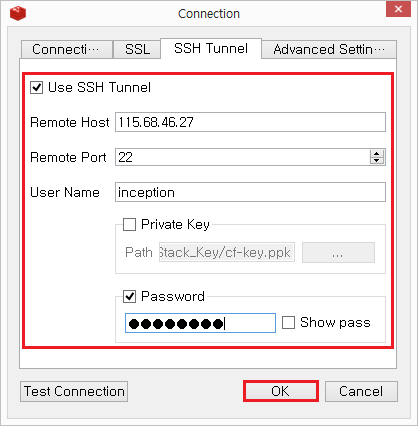 Connection
x
Connecti⋯ SSL SSH Tunnel Advanced Settin⋯
Use SSH Tunnel
Remote Host 115.68.46.27
Remote Port 22
User Name inception
Private Key
Path Stack_Key/cf-key.ppk ...
Password
●●●●●●●● Show pass
Test Connection OK Cancel